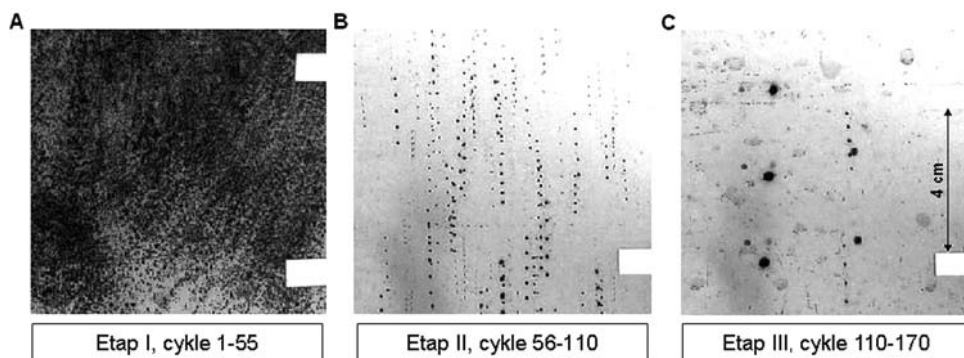 A
B
C
4 cm
Etap I, cykle 1-55
Etap II, cykle 56-110
Etap III, cykle 110-170